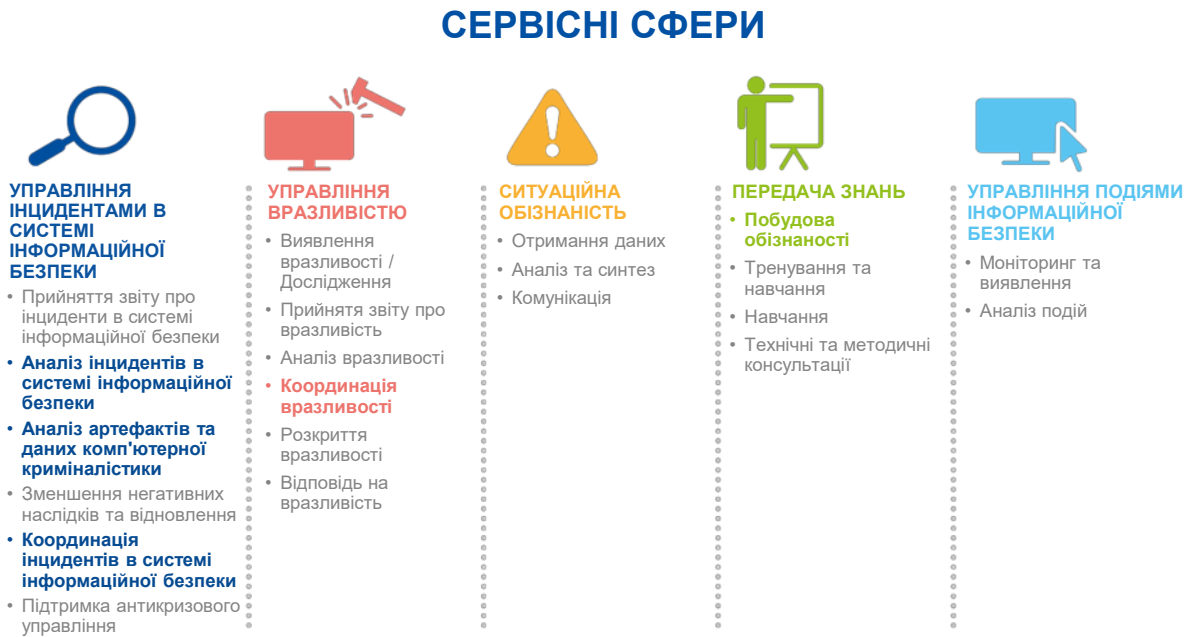 СЕРВІСНІ СФЕРИ
УПРАВЛІННЯ
ІНЦИДЕНТАМИ В
СИСТЕМІ
ІНФОРМАЦІЙНОЇ
БЕЗПЕКИ
• Прийняття звіту про
інциденти в системі
інформаційної безпеки
• Аналіз інцидентів в
системі інформаційної
безпеки
• Аналіз артефактів та
даних комп'ютерної
криміналістики
• Зменшення негативних
наслідків та відновлення
• Координація
інцидентів в системі
інформаційної безпеки
• Підтримка антикризового
управління
УПРАВЛІННЯ
ВРАЗЛИВІСТЮ
• Виявлення
вразливості /
Дослідження
• Прийнятя звіту про
вразливість
• Аналіз вразливості
• Координація
вразливості
• Розкриття
вразливості
• Відповідь на
вразливість
СИТУАЦІЙНА
ОБІЗНАНІСТЬ
• Отримання даних
• Аналіз та синтез
• Комунікація
ПЕРЕДАЧА ЗНАНЬ
• Побудова
обізнаності
• Тренування та
навчання
• Навчання
• Технічні та методичні
консультації
УПРАВЛІННЯ ПОДІЯМИ
ІНФОРМАЦІЙНОЇ
БЕЗПЕКИ
• Моніторинг та
виявлення
• Аналіз подій